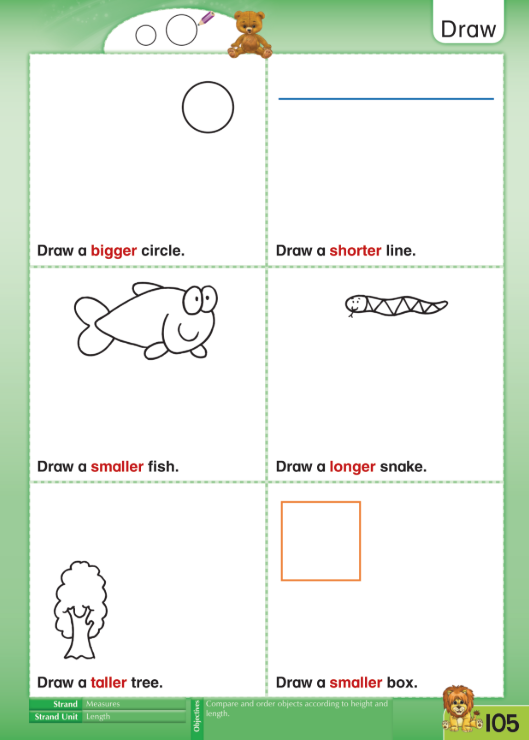 Draw
Draw a bigger circle.
Draw a shorter line.
Draw a smaller fish.
Draw a longer snake.
Draw a taller tree.
Draw a smaller box.
Strand Measures
Strand Unit Length
Objectives
Compare and order objects according to height and
length.
105